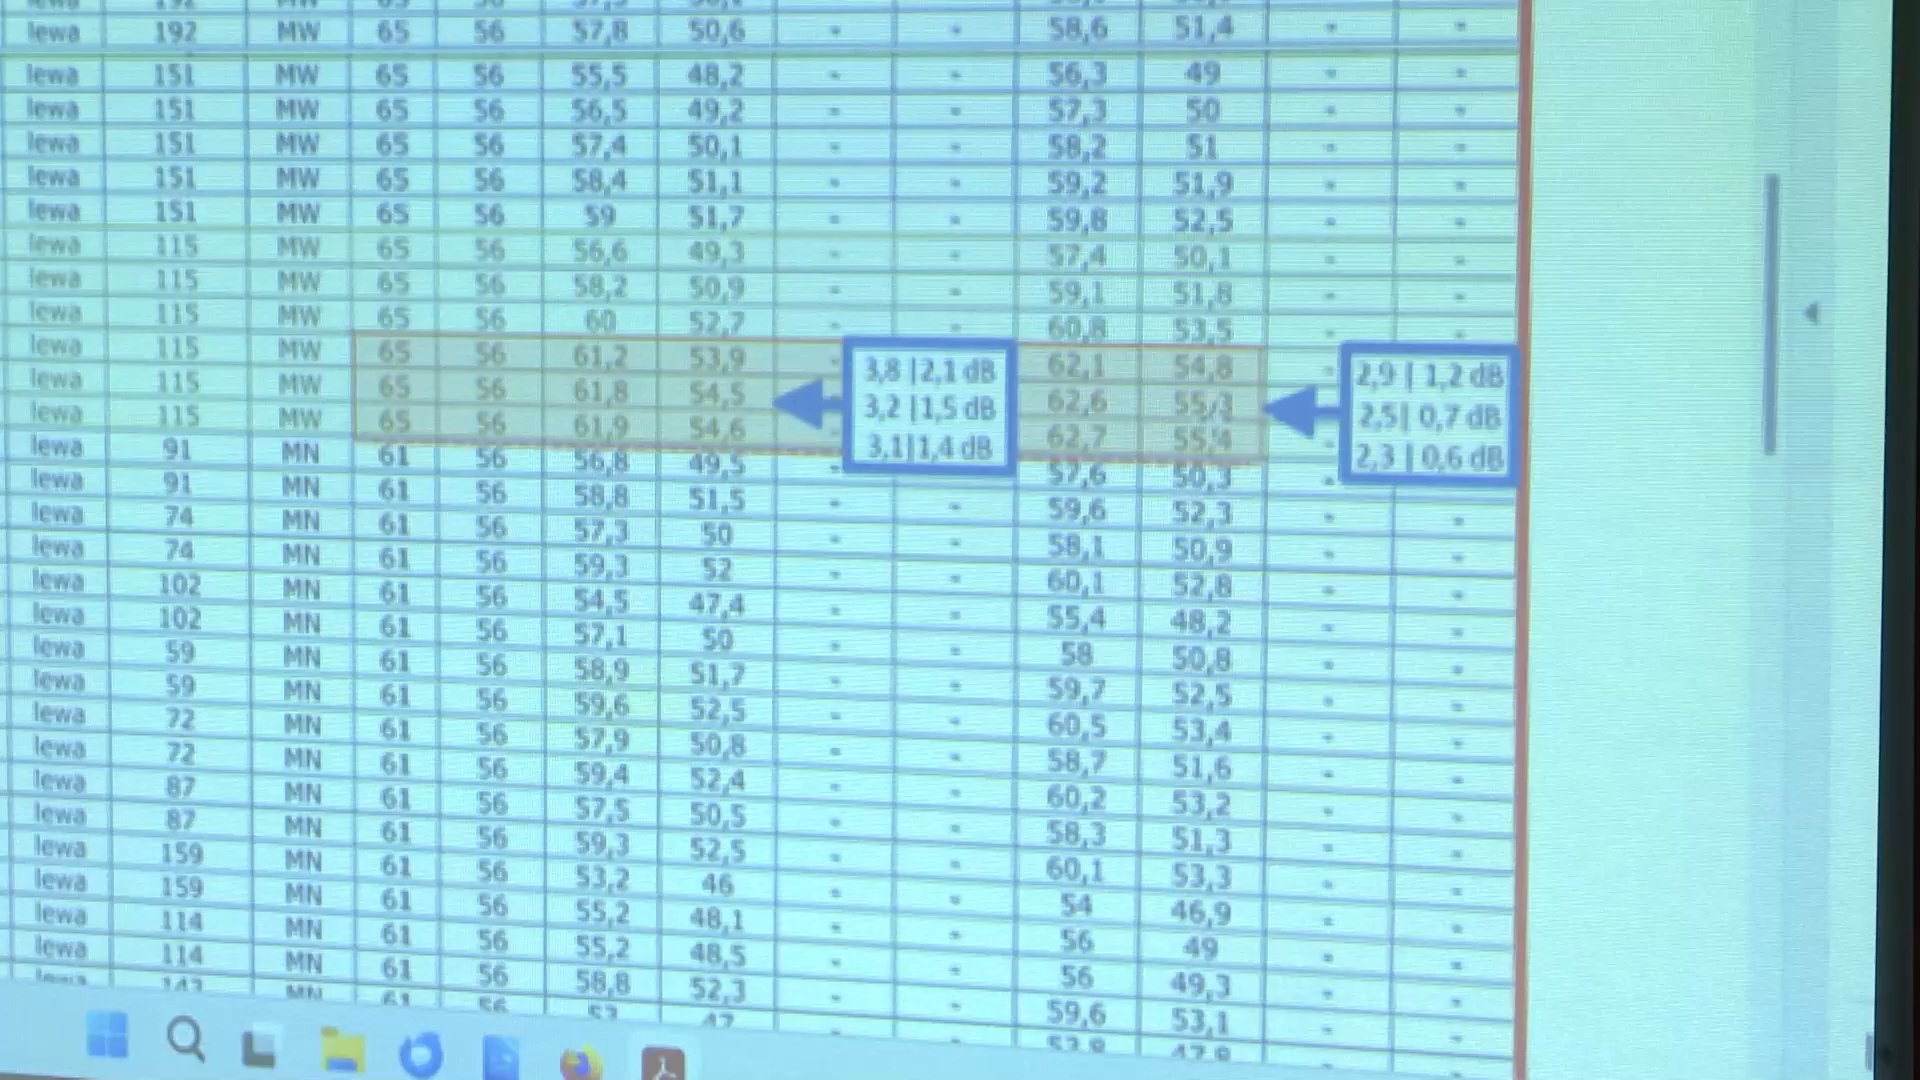 lewa 192 MW 65 56 57,8 50,6 - - 58,6 51,4 - -
lewa 151 MW 65 56 55,5 48,2 - - 56,3 49 - -
lewa 151 MW 65 56 56,5 49,2 - - 57,3 50 - -
lewa 151 MW 65 56 57,4 50,1 - - 58,2 51 - -
lewa 151 MW 65 56 58,4 51,1 - - 59,2 51,9 - -
lewa 151 MW 65 56 59 51,7 - - 59,8 52,5 - -
lewa 115 MW 65 56 56,6 49,3 - - 57,4 50,1 - -
lewa 115 MW 65 56 58,2 50,9 - - 59,1 51,8 - -
lewa 115 MW 65 56 60 52,7 - - 60,8 53,5 - -
lewa 115 MW 65 56 61,2 53,9 - 3,8 | 2,1 dB 62,1 54,8 2,9 | 1,2 dB
lewa 115 MW 65 56 61,8 54,5 3,2 | 1,5 dB 62,6 55,3 2,5 | 0,7 dB
lewa 115 MW 65 56 61,9 54,6 - 3,1 | 1,4 dB 62,7 55,4 - 2,3 | 0,6 dB
lewa 91 MN 61 56 56,8 49,5 57,6 50,3 -
lewa 91 MN 61 56 58,8 51,5 - - 59,6 52,3 - -
lewa 74 MN 61 56 57,3 50 - - 58,1 50,9 - -
lewa 74 MN 61 56 59,3 52 - - 60,1 52,8 - -
lewa 102 MN 61 56 54,5 47,4 - - 55,4 48,2 - -
lewa 102 MN 61 56 57,1 50 - - 58 50,8 - -
lewa 59 MN 61 56 58,9 51,7 - - 59,7 52,5 - -
lewa 59 MN 61 56 59,6 52,5 - - 60,5 53,4 - -
lewa 72 MN 61 56 57,9 50,8 - - 58,7 51,6 - -
lewa 72 MN 61 56 59,4 52,4 - - 60,2 53,2 - -
lewa 87 MN 61 56 57,5 50,5 - - 58,3 51,3 - -
lewa 87 MN 61 56 59,3 52,5 - - 60,1 53,3 - -
lewa 159 MN 61 56 53,2 46 - - 54 46,9 - -
lewa 159 MN 61 56 55,2 48,1 - - 56 49 - -
lewa 114 MN 61 56 55,2 48,5 - - 56 49,3 - -
lewa 114 MN 61 56 58,8 52,3 - - 59,6 53,1 - -
MN 61 56 53 47 - - 53,8 47,8 - -